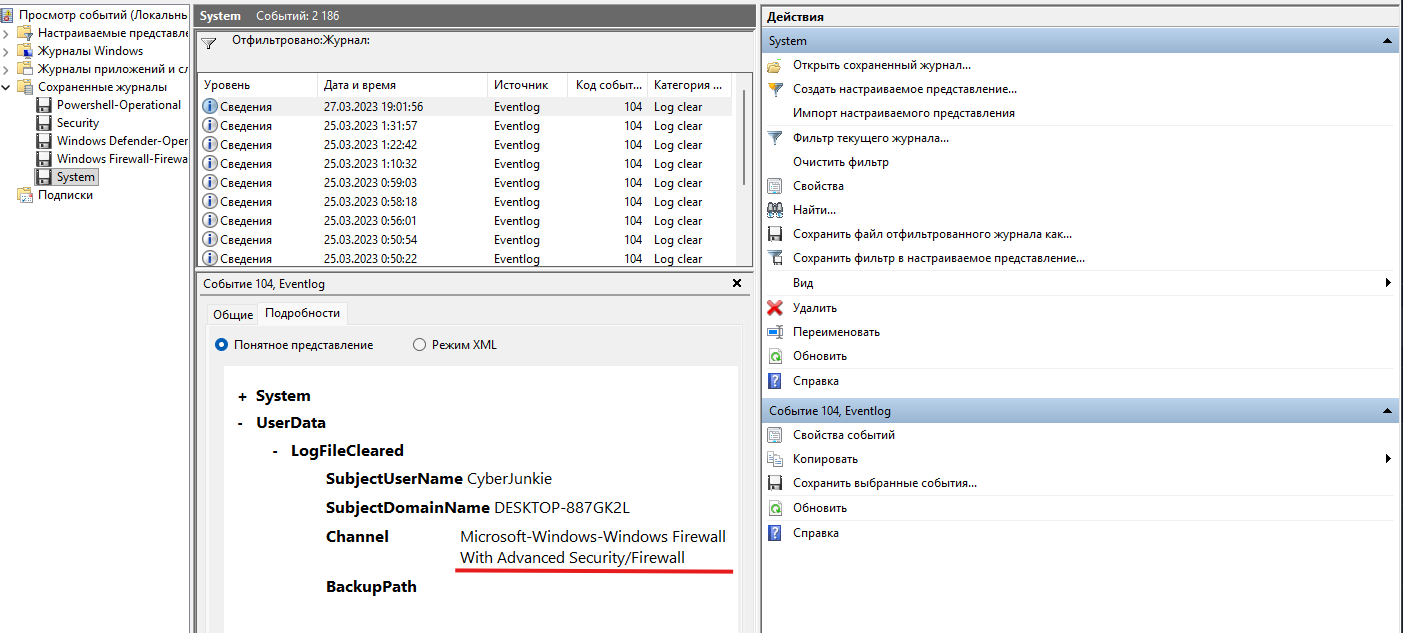 Просмотр событий (Локальнь
Настраиваемые представле
Журналы Windows
Журналы приложений и сл
Сохраненные журналы
Powershell-Operational
Security
Windows Defender-Oper
Windows Firewall-Firewa
System
Подписки
System Событий: 2 186
Отфильтровано:Журнал:
Уровень Дата и время Источник Код событ... Категория ...
Сведения 27.03.2023 19:01:56 Eventlog 104 Log clear
Сведения 25.03.2023 1:31:57 Eventlog 104 Log clear
Сведения 25.03.2023 1:22:42 Eventlog 104 Log clear
Сведения 25.03.2023 1:10:32 Eventlog 104 Log clear
Сведения 25.03.2023 0:59:03 Eventlog 104 Log clear
Сведения 25.03.2023 0:58:18 Eventlog 104 Log clear
Сведения 25.03.2023 0:56:01 Eventlog 104 Log clear
Сведения 25.03.2023 0:50:54 Eventlog 104 Log clear
Сведения 25.03.2023 0:50:22 Eventlog 104 Log clear
Событие 104, Eventlog
Общие Подробности
Понятное представление Режим XML
+ System
- UserData
- LogFileCleared
SubjectUserName CyberJunkie
SubjectDomainName DESKTOP-887GK2L
Channel Microsoft-Windows-Windows Firewall
With Advanced Security/Firewall
BackupPath
Действия
System
Открыть сохраненный журнал...
Создать настраиваемое представление...
Импорт настраиваемого представления
Фильтр текущего журнала...
Очистить фильтр
Свойства
Найти...
Сохранить файл отфильтрованного журнала как...
Сохранить фильтр в настраиваемое представление...
Вид
Удалить
Переименовать
Обновить
Справка
Событие 104, Eventlog
Свойства событий
Копировать
Сохранить выбранные события...
Обновить
Справка